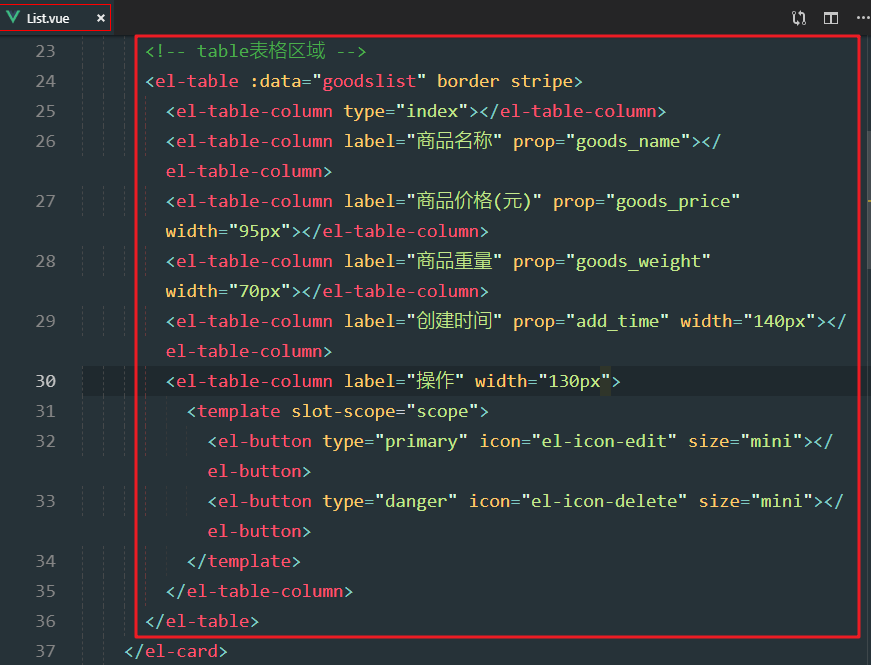 List.vue ×
23 <!-- table表格区域 -->
24 <el-table :data="goodslist" border stripe>
25 <el-table-column type="index"></el-table-column>
26 <el-table-column label="商品名称" prop="goods_name"></
el-table-column>
27 <el-table-column label="商品价格(元)" prop="goods_price"
width="95px"></el-table-column>
28 <el-table-column label="商品重量" prop="goods_weight"
width="70px"></el-table-column>
29 <el-table-column label="创建时间" prop="add_time" width="140px"></
el-table-column>
30 <el-table-column label="操作" width="130px">
31 <template slot-scope="scope">
32 <el-button type="primary" icon="el-icon-edit" size="mini"></
el-button>
33 <el-button type="danger" icon="el-icon-delete" size="mini"></
el-button>
34 </template>
35 </el-table-column>
36 </el-table>
37 </el-card>